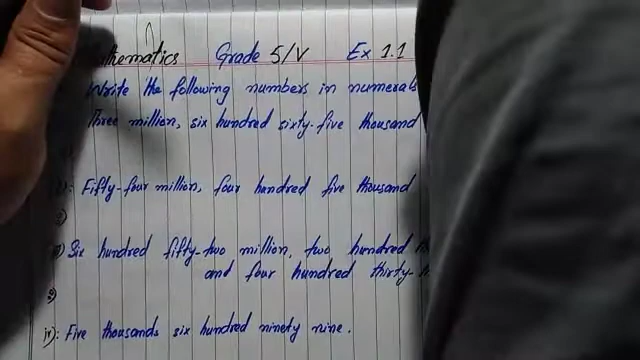 Grade 5/V Ex 1.1
Write the following numbers in numerals
Three million, six hundred sixty-five thousand
Fifty-four million, four hundred five thousand
Six hundred fifty-two million, two hundred
and four hundred thirty-
iv): Five thousands six hundred ninety nine.